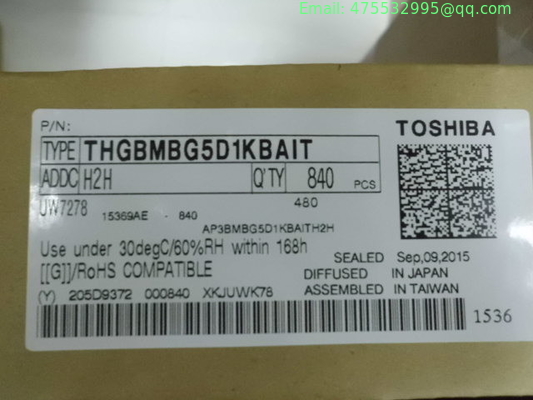 Email: 475532995@qq.com
P/N:
TOSHIBA
TYPE THGBMBG5D1KBAIT
ADDC H2H Q'TY 840 PCS
UW7278 15369AE - 840 480
AP3BMBG5D1KBAITH2H
Use under 30degC/60%RH within 168h
SEALED Sep,09,2015
[[G]]/RoHS COMPATIBLE DIFFUSED IN JAPAN
(Y) 205D9372 000840 XKJUWK78 ASSEMBLED IN TAIWAN
1536